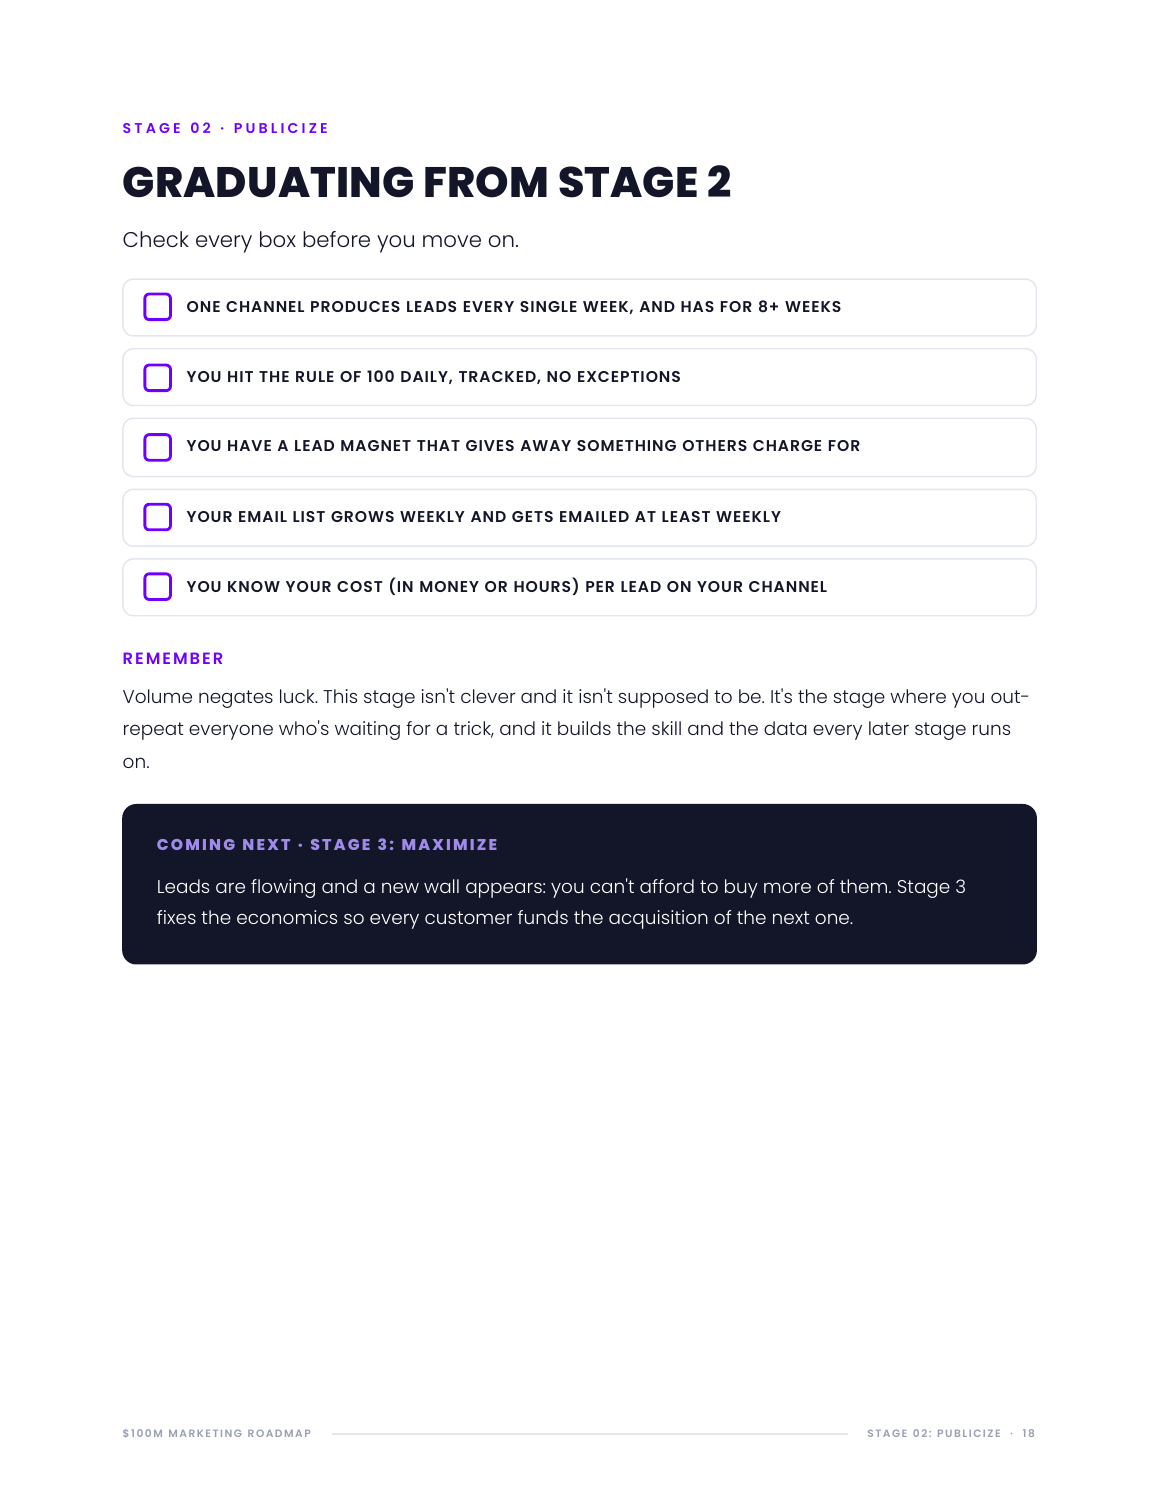 STAGE 02 · PUBLICIZE
GRADUATING FROM STAGE 2
Check every box before you move on.
ONE CHANNEL PRODUCES LEADS EVERY SINGLE WEEK, AND HAS FOR 8+ WEEKS
YOU HIT THE RULE OF 100 DAILY, TRACKED, NO EXCEPTIONS
YOU HAVE A LEAD MAGNET THAT GIVES AWAY SOMETHING OTHERS CHARGE FOR
YOUR EMAIL LIST GROWS WEEKLY AND GETS EMAILED AT LEAST WEEKLY
YOU KNOW YOUR COST (IN MONEY OR HOURS) PER LEAD ON YOUR CHANNEL
REMEMBER
Volume negates luck. This stage isn't clever and it isn't supposed to be. It's the stage where you out-
repeat everyone who's waiting for a trick, and it builds the skill and the data every later stage runs
on.
COMING NEXT · STAGE 3: MAXIMIZE
Leads are flowing and a new wall appears: you can't afford to buy more of them. Stage 3
fixes the economics so every customer funds the acquisition of the next one.
$100M MARKETING ROADMAP
STAGE 02: PUBLICIZE · 18